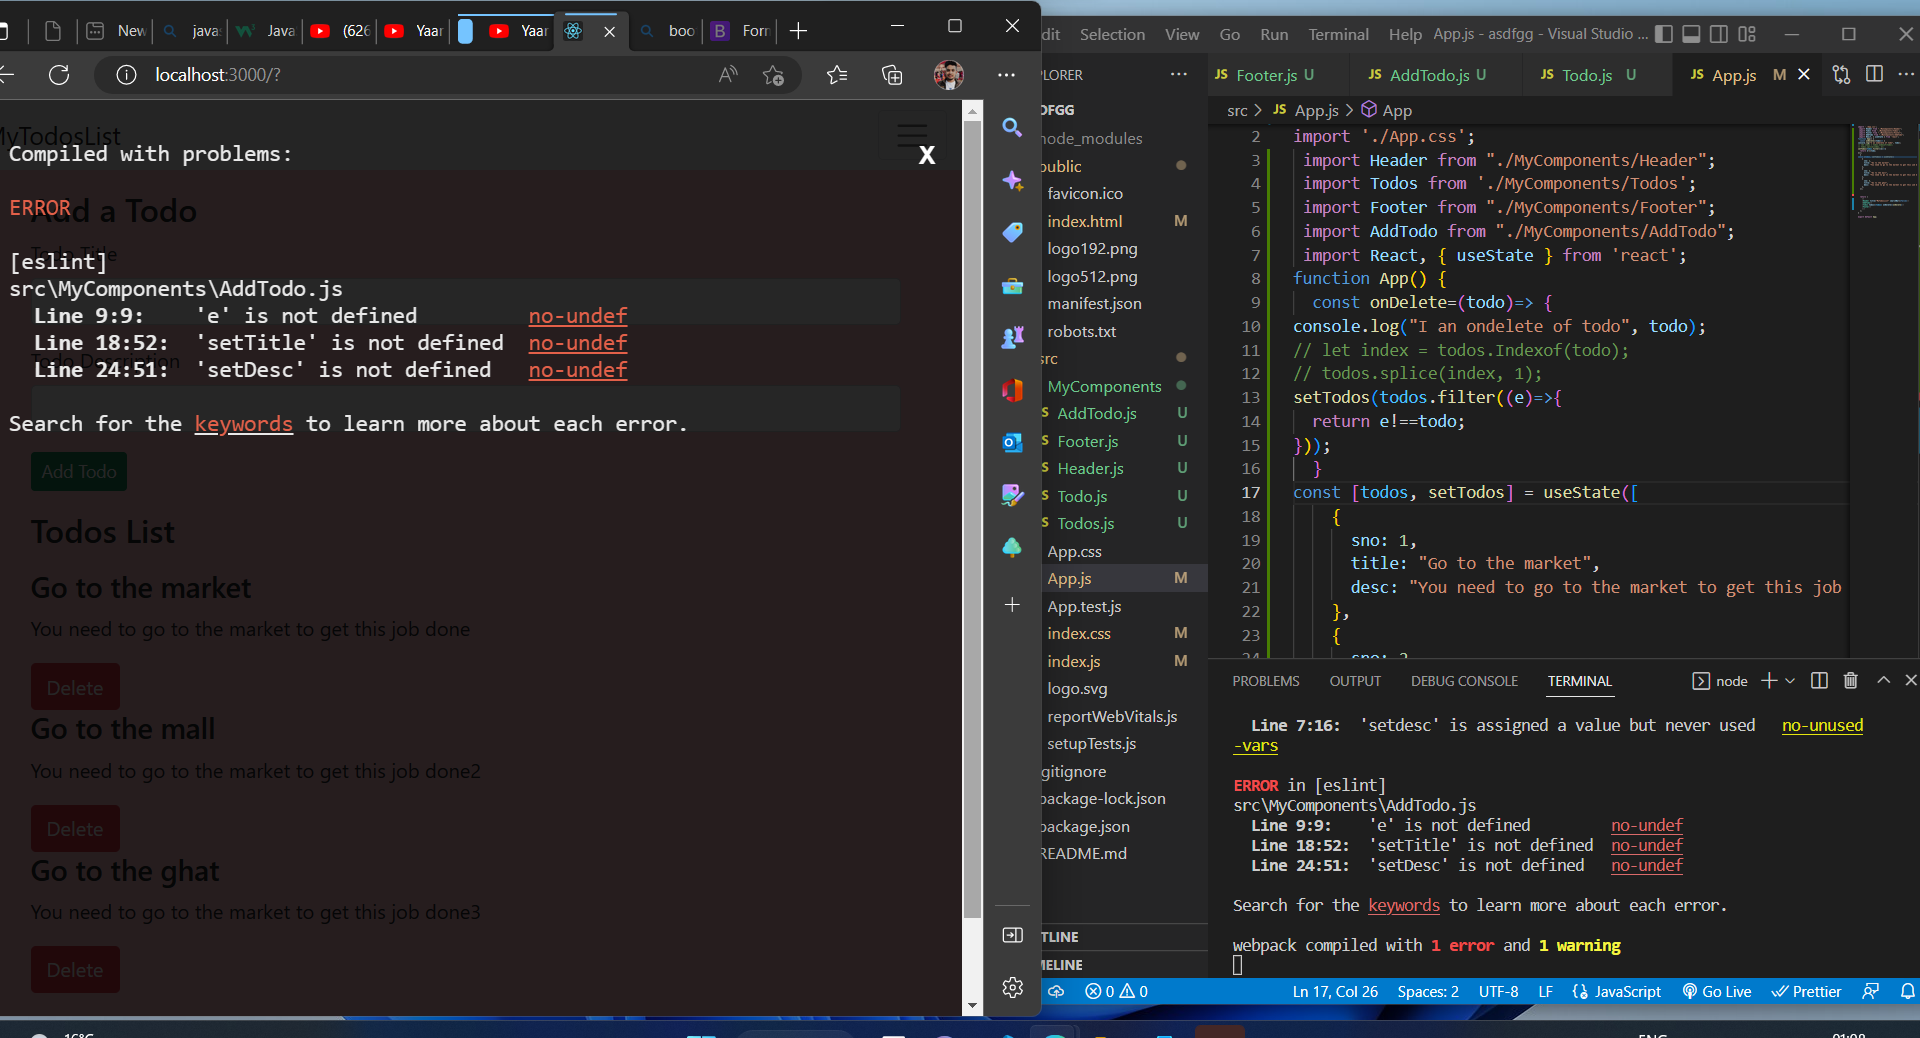 New
java
Java
(626
Yaar
Yaar
boo
B
Form
localhost:3000/?
MyTodosList
Compiled with problems:
X
Add a Todo
ERROR
Todo Title
[eslint]
src\MyComponents\AddTodo.js
Line 9:9: 'e' is not defined no-undef
Line 18:52: 'setTitle' is not defined no-undef
Todo Description
Line 24:51: 'setDesc' is not defined no-undef
Search for the keywords to learn more about each error.
Add Todo
Todos List
Go to the market
You need to go to the market to get this job done
Delete
Go to the mall
You need to go to the market to get this job done2
Delete
Go to the ghat
You need to go to the market to get this job done3
Delete
dit Selection View Go Run Terminal Help App.js - asdfgg - Visual Studio ...
LORER ...
DFGG
node_modules
public
favicon.ico
index.html M
logo192.png
logo512.png
manifest.json
robots.txt
src
MyComponents
S AddTodo.js U
S Footer.js U
S Header.js U
S Todo.js U
S Todos.js U
App.css
App.js M
App.test.js
index.css M
index.js M
logo.svg
reportWebVitals.js
setupTests.js
gitignore
package-lock.json
package.json
README.md
TLINE
MELINE
JS Footer.js U JS AddTodo.js U JS Todo.js U JS App.js M
src > JS App.js > App
2 import './App.css';
3 import Header from "./MyComponents/Header";
4 import Todos from './MyComponents/Todos';
5 import Footer from "./MyComponents/Footer";
6 import AddTodo from "./MyComponents/AddTodo";
7 import React, { useState } from 'react';
8 function App() {
9 const onDelete=(todo)=> {
10 console.log("I an ondelete of todo", todo);
11 // let index = todos.Indexof(todo);
12 // todos.splice(index, 1);
13 setTodos(todos.filter((e)=>{
14 return e!==todo;
15 }));
16 }
17 const [todos, setTodos] = useState([
18 {
19 sno: 1,
20 title: "Go to the market",
21 desc: "You need to go to the market to get this job
22 },
23 {
24 sno: 2
PROBLEMS OUTPUT DEBUG CONSOLE TERMINAL node
Line 7:16: 'setdesc' is assigned a value but never used no-unused
-vars
ERROR in [eslint]
src\MyComponents\AddTodo.js
Line 9:9: 'e' is not defined no-undef
Line 18:52: 'setTitle' is not defined no-undef
Line 24:51: 'setDesc' is not defined no-undef
Search for the keywords to learn more about each error.
webpack compiled with 1 error and 1 warning
0 0 Ln 17, Col 26 Spaces: 2 UTF-8 LF JavaScript Go Live Prettier
16°C
ENG